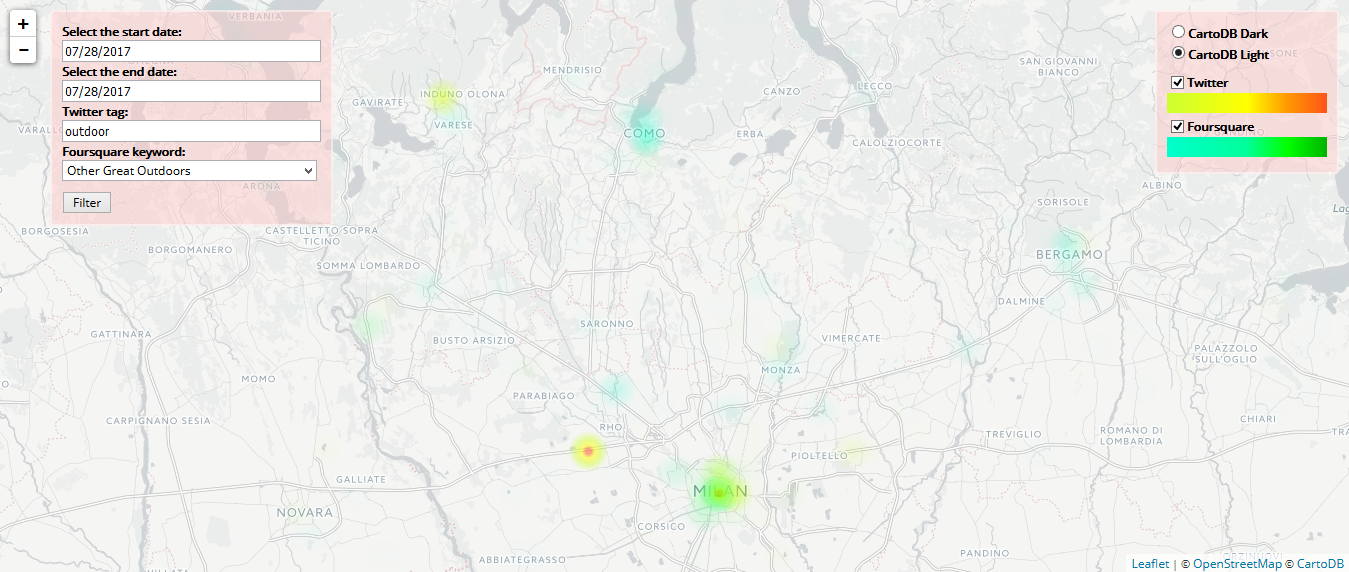 +
−
Select the start date:
07/28/2017
Select the end date:
07/28/2017
Twitter tag:
outdoor
Foursquare keyword:
Other Great Outdoors
Filter
CartoDB Dark
CartoDB Light
Twitter
Foursquare
VERBANIA
MENDRISIO
SAN GIOVANNI
BIANCO
INDUNO OLONA
GAVIRATE
VARESE
CANZO
LECCO
COMO
ERBA
CALOLZIOCORTE
ARONA
ALBINO
SORISOLE
BORGOSESIA
BORGOMANERO
CASTELLETTO SOPRA
TICINO
SOMMA LOMBARDO
BERGAMO
DALMINE
GATTINARA
BUSTO ARSIZIO
SARONNO
VIMERCATE
MONZA
PALAZZOLO
SULL'OGLIO
MOMO
PARABIAGO
CARPIGNANO SESIA
RHO
CHIARI
TREVIGLIO
ROMANO DI
LOMBARDIA
PIOLTELLO
GALLIATE
MILAN
NOVARA
CORSICO
ABBIATEGRASSO
PANDINO
ORZINUOVI
Leaflet | © OpenStreetMap © CartoDB